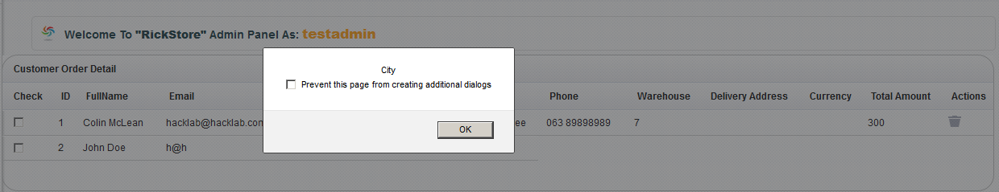 Welcome To "RickStore" Admin Panel As: testadmin
Customer Order Detail
City
Prevent this page from creating additional dialogs
OK
Check ID FullName Email Phone Warehouse Delivery Address Currency Total Amount Actions
1 Colin McLean hacklab@hacklab.con ee 063 89898989 7 300
2 John Doe h@h